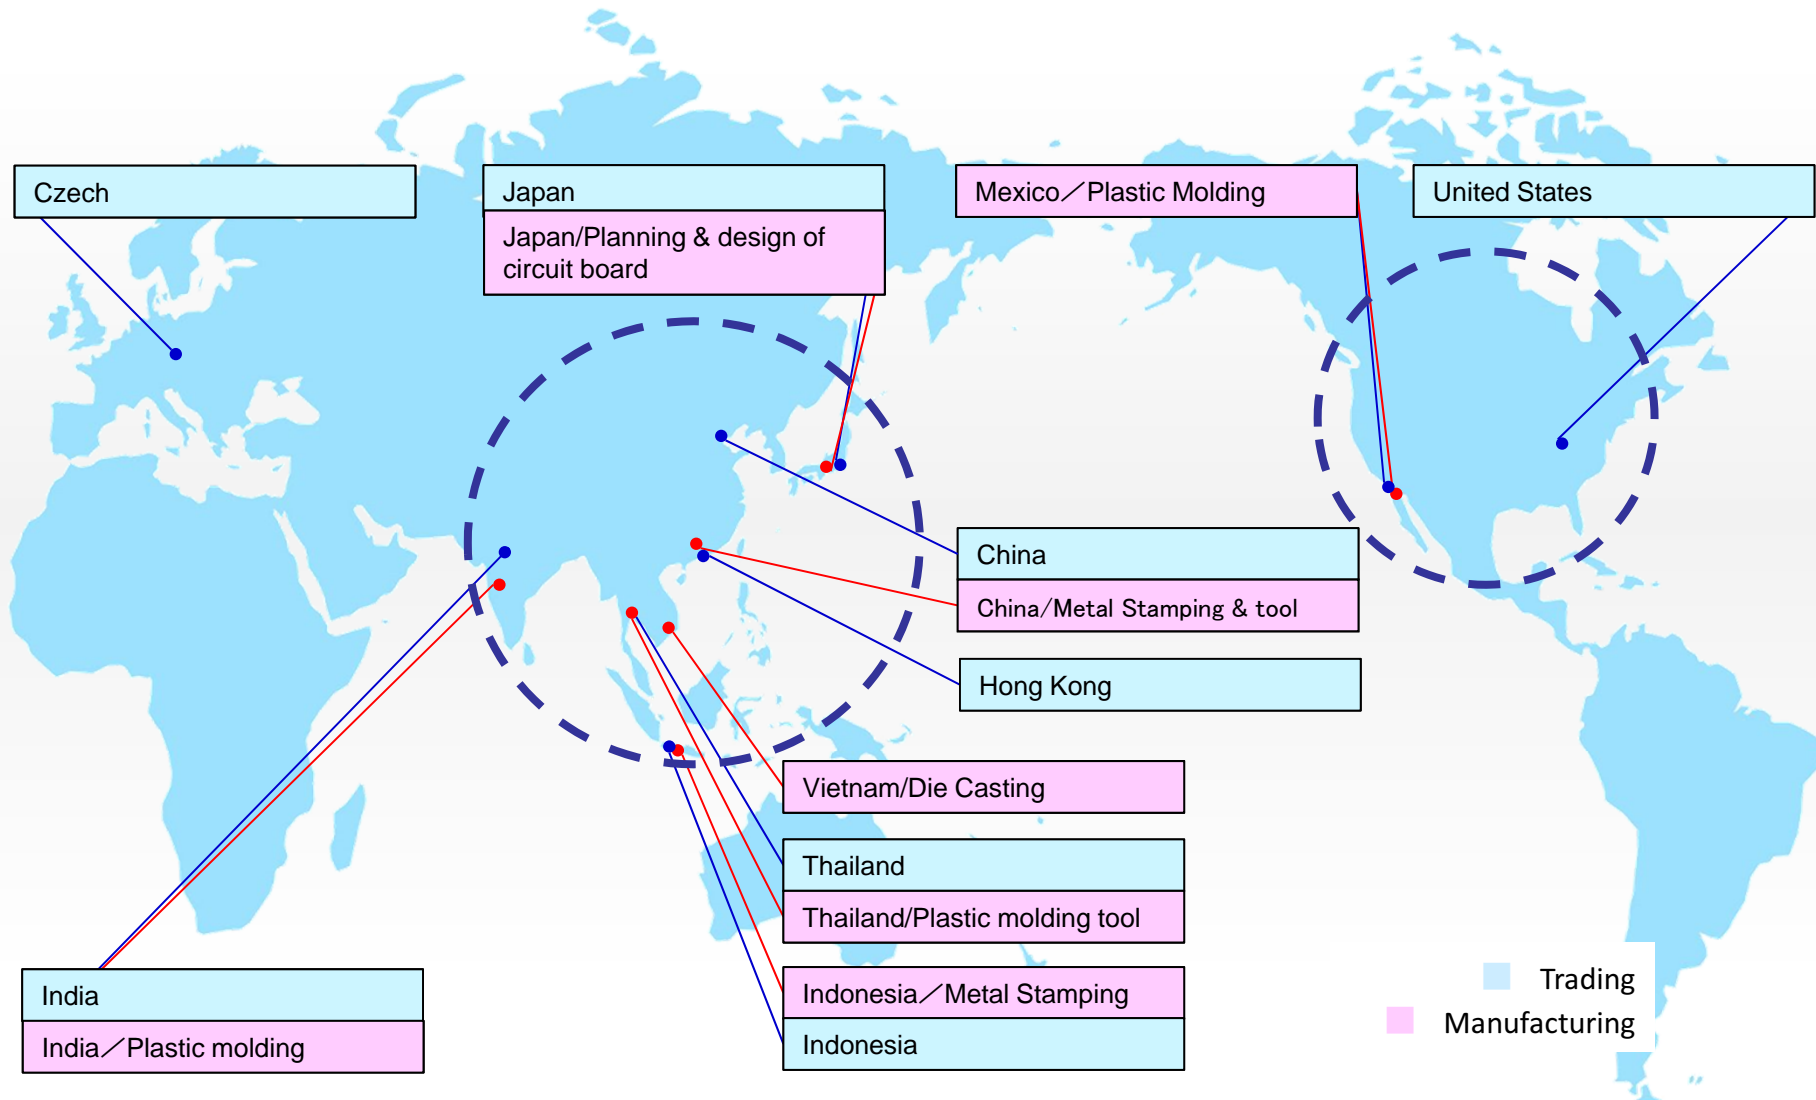 Czech
Japan
Japan/Planning & design of
circuit board
Mexico／Plastic Molding
United States
China
China/Metal Stamping & tool
Hong Kong
Vietnam/Die Casting
Thailand
Thailand/Plastic molding tool
Indonesia／Metal Stamping
Indonesia
India
India／Plastic molding
Trading
Manufacturing